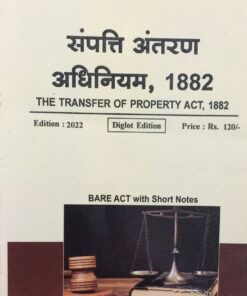 संपत्ति अंतरण
अधिनियम, 1882
THE TRANSFER OF PROPERTY ACT, 1882
Edition : 2022 Diglot Edition Price : Rs. 120/-
BARE ACT with Short Notes